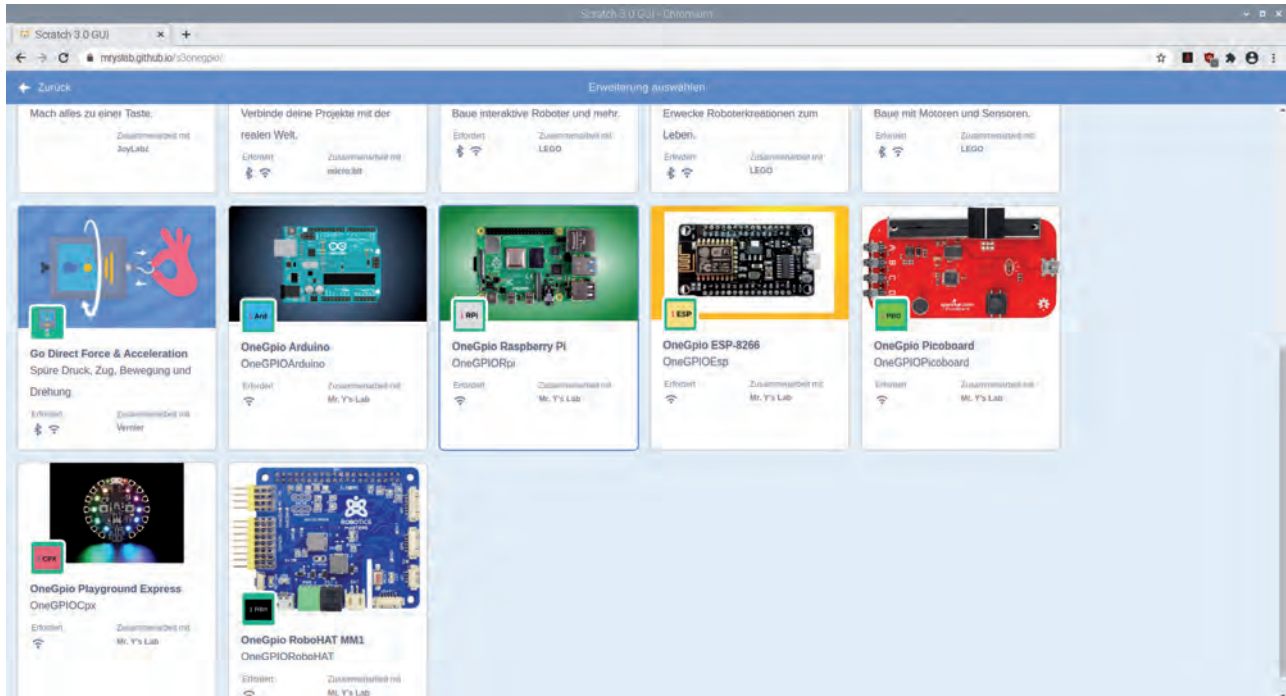 Scratch 3.0 GUI - Chromium
Scratch 3.0 GUI
mryslab.github.io/s3onegpio/
Zurück
Erweiterung auswählen
Mach alles zu einer Taste.
Zusammenarbeit mit
JoyLabz
Verbinde deine Projekte mit der
realen Welt.
Erfordert
Zusammenarbeit mit
micro:bit
Baue interaktive Roboter und mehr.
Erfordert
Zusammenarbeit mit
LEGO
Erwecke Roboterkreationen zum
Leben.
Erfordert
Zusammenarbeit mit
LEGO
Baue mit Motoren und Sensoren.
Erfordert
Zusammenarbeit mit
LEGO
Go Direct Force & Acceleration
Spüre Druck, Zug, Bewegung und
Drehung.
Erfordert
Zusammenarbeit mit
Vernier
1 Ard
OneGpio Arduino
OneGPIOArduino
Erfordert
Zusammenarbeit mit
Mr. Y's Lab
1 RPi
OneGpio Raspberry Pi
OneGPIORpi
Erfordert
Zusammenarbeit mit
Mr. Y's Lab
1 ESP
OneGpio ESP-8266
OneGPIOEsp
Erfordert
Zusammenarbeit mit
Mr. Y's Lab
A
B
C
OneGpio Picoboard
OneGPIOPicoboard
Erfordert
Zusammenarbeit mit
Mr. Y's Lab
1 CPX
OneGpio Playground Express
OneGPIOCpx
Erfordert
Zusammenarbeit mit
Mr. Y's Lab
ROBOTICS
MASTERS
OneGpio RoboHAT MM1
OneGPIORoboHAT
Erfordert
Zusammenarbeit mit
Mr. Y's Lab